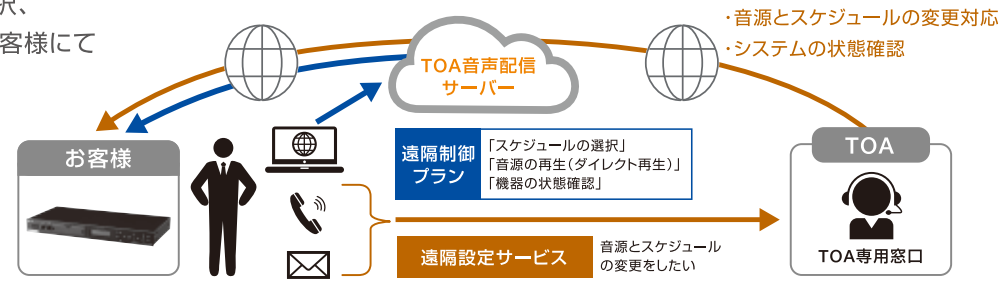 択、
客様にて
・音源とスケジュールの変更対応
・システムの状態確認
TOA音声配信
サーバー
お客様
遠隔制御
プラン
「スケジュールの選択」
「音源の再生（ダイレクト再生）」
「機器の状態確認」
遠隔設定サービス
音源とスケジュール
の変更をしたい
TOA
TOA専用窓口